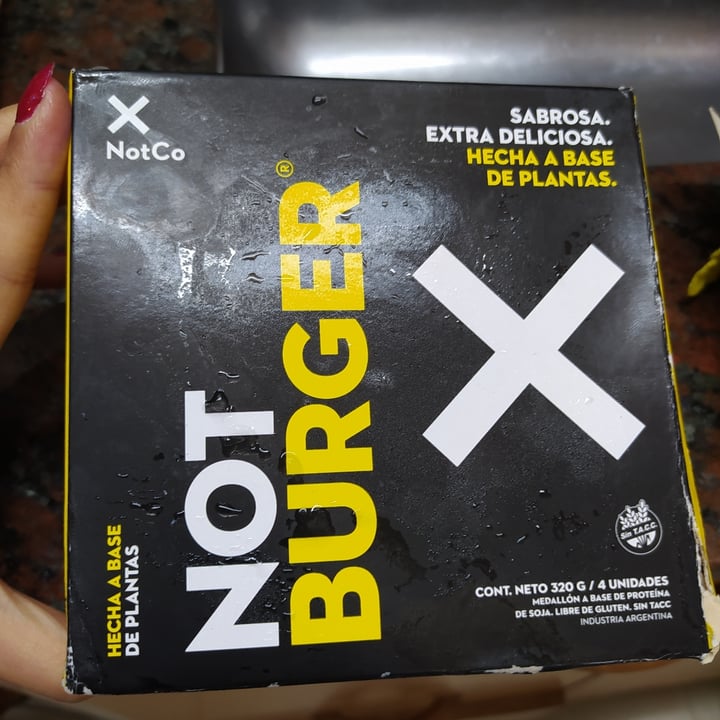 NotCo
SABROSA.
EXTRA DELICIOSA.
HECHA A BASE
DE PLANTAS.
NOT
BURGER®
HECHA A BASE
DE PLANTAS
Sin T.A.C.C.
CONT. NETO 320 G / 4 UNIDADES
MEDALLÓN A BASE DE PROTEÍNA
DE SOJA. LIBRE DE GLUTEN. SIN TACC
INDUSTRIA ARGENTINA